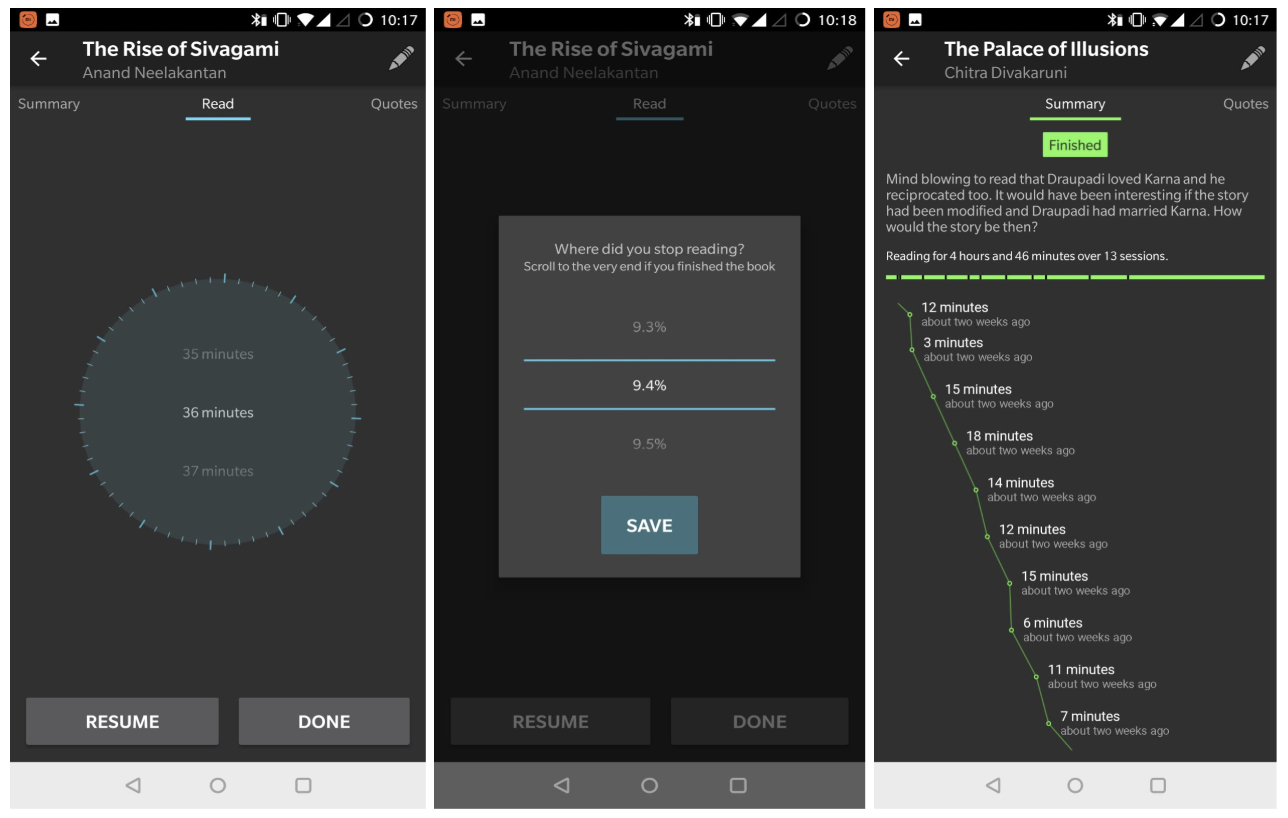 10:17
The Rise of Sivagami
Anand Neelakantan
Summary
Read
Quotes
35 minutes
36 minutes
37 minutes
RESUME
DONE
10:18
The Rise of Sivagami
Anand Neelakantan
Summary
Read
Quotes
Where did you stop reading?
Scroll to the very end if you finished the book
9.3%
9.4%
9.5%
SAVE
RESUME
DONE
10:17
The Palace of Illusions
Chitra Divakaruni
Summary
Quotes
Finished
Mind blowing to read that Draupadi loved Karna and he
reciprocated too. It would have been interesting if the story
had been modified and Draupadi had married Karna. How
would the story be then?
Reading for 4 hours and 46 minutes over 13 sessions.
12 minutes
about two weeks ago
3 minutes
about two weeks ago
15 minutes
about two weeks ago
18 minutes
about two weeks ago
14 minutes
about two weeks ago
12 minutes
about two weeks ago
15 minutes
about two weeks ago
6 minutes
about two weeks ago
11 minutes
about two weeks ago
7 minutes
about two weeks ago